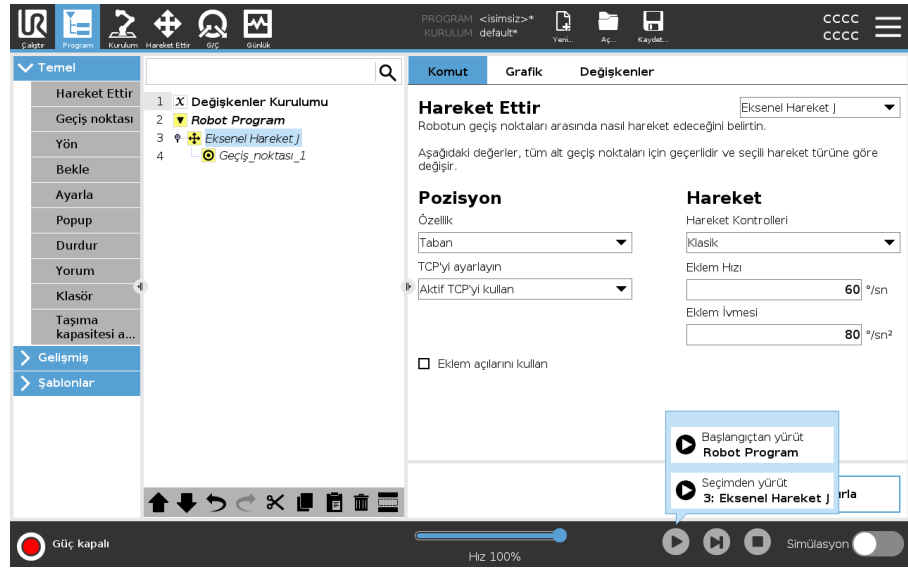 UR
Çalıştır
Program
Kurulum
Hareket Ettir
G/Ç
Günlük
PROGRAM <isimsiz>*
KURULUM default*
Yeni...
Aç...
Kaydet...
cccc
cccc
Temel
Hareket Ettir
Geçiş noktası
Yön
Bekle
Ayarla
Popup
Durdur
Yorum
Klasör
Taşıma
kapasitesi a...
Gelişmiş
Şablonlar
1 X Değişkenler Kurulumu
2 Robot Program
3 Eksenel Hareket J
4 Geçiş_noktası_1
Komut Grafik Değişkenler
Hareket Ettir
Eksenel Hareket J
Robotun geçiş noktaları arasında nasıl hareket edeceğini belirtin.
Aşağıdaki değerler, tüm alt geçiş noktaları için geçerlidir ve seçili hareket türüne göre
değişir.
Pozisyon
Özellik
Taban
TCP'yi ayarlayın
Aktif TCP'yi kullan
Eklem açılarını kullan
Hareket
Hareket Kontrolleri
Klasik
Eklem Hızı
60 °/sn
Eklem İvmesi
80 °/sn²
Başlangıçtan yürüt
Robot Program
Seçimden yürüt
3: Eksenel Hareket J
ırla
Güç kapalı
Hız 100%
Simülasyon